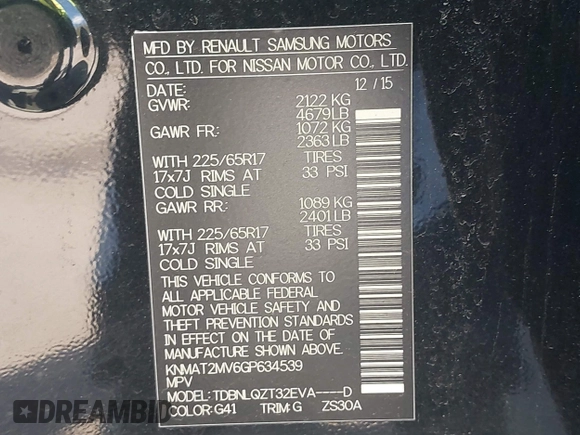 MFD BY RENAULT SAMSUNG MOTORS
CO., LTD. FOR NISSAN MOTOR CO., LTD.
DATE: 12 / 15
GVWR: 2122 KG
4679 LB
GAWR FR: 1072 KG
2363 LB
WITH 225/65R17 TIRES
17x7J RIMS AT 33 PSI
COLD SINGLE
GAWR RR: 1089 KG
2401 LB
WITH 225/65R17 TIRES
17x7J RIMS AT 33 PSI
COLD SINGLE
THIS VEHICLE CONFORMS TO
ALL APPLICABLE FEDERAL
MOTOR VEHICLE SAFETY AND
THEFT PREVENTION STANDARDS
IN EFFECT ON THE DATE OF
MANUFACTURE SHOWN ABOVE.
KNMAT2MV6GP634539
MPV
MODEL: TDBNLQZT32EVA----D
COLOR: G41 TRIM: G ZS30A
EPICVIN